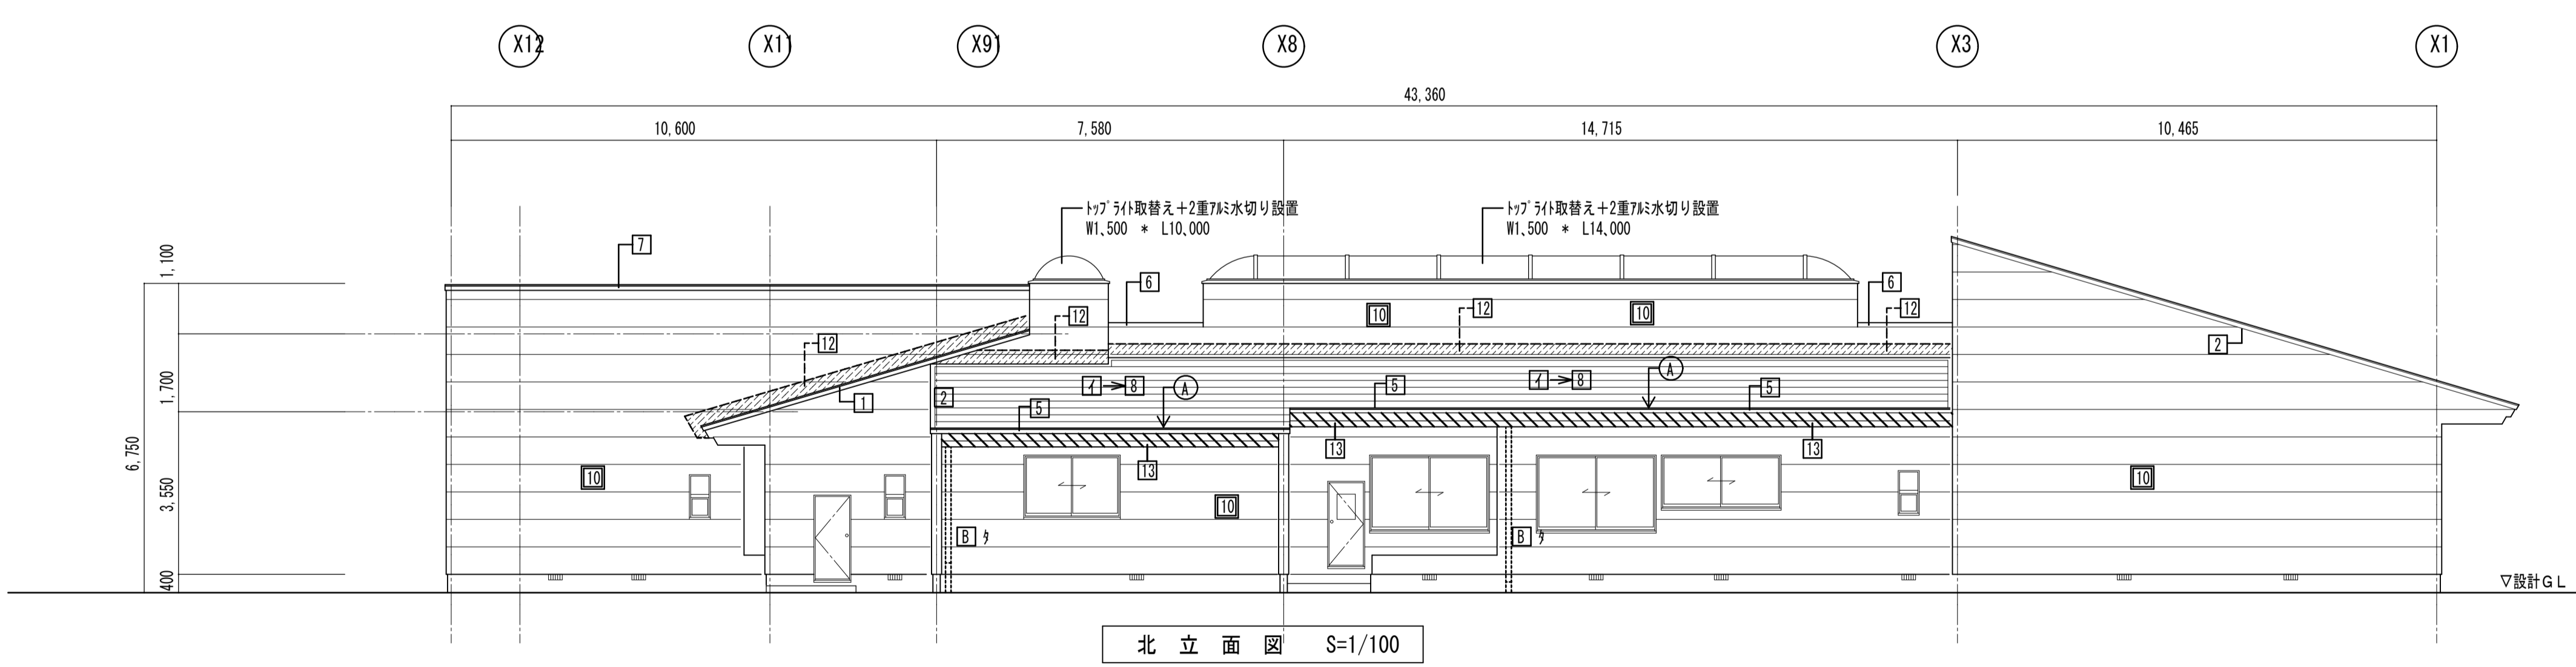 X12 X11 X91 X8 X3 X1
43,360
10,600 7,580 14,715 10,465
トップライト取替え+2重アルミ水切り設置
W1、500 * L10、000
トップライト取替え+2重アルミ水切り設置
W1、500 * L14、000
1,100
7
6
6
10
10
12
12
12
12
2
1,700
1
2
イ
8
A
5
イ
8
A
5
5
6,750
3,550
13
13
13
10
10
10
B タ
B タ
400
▽設計GL
北 立 面 図 S=1/100